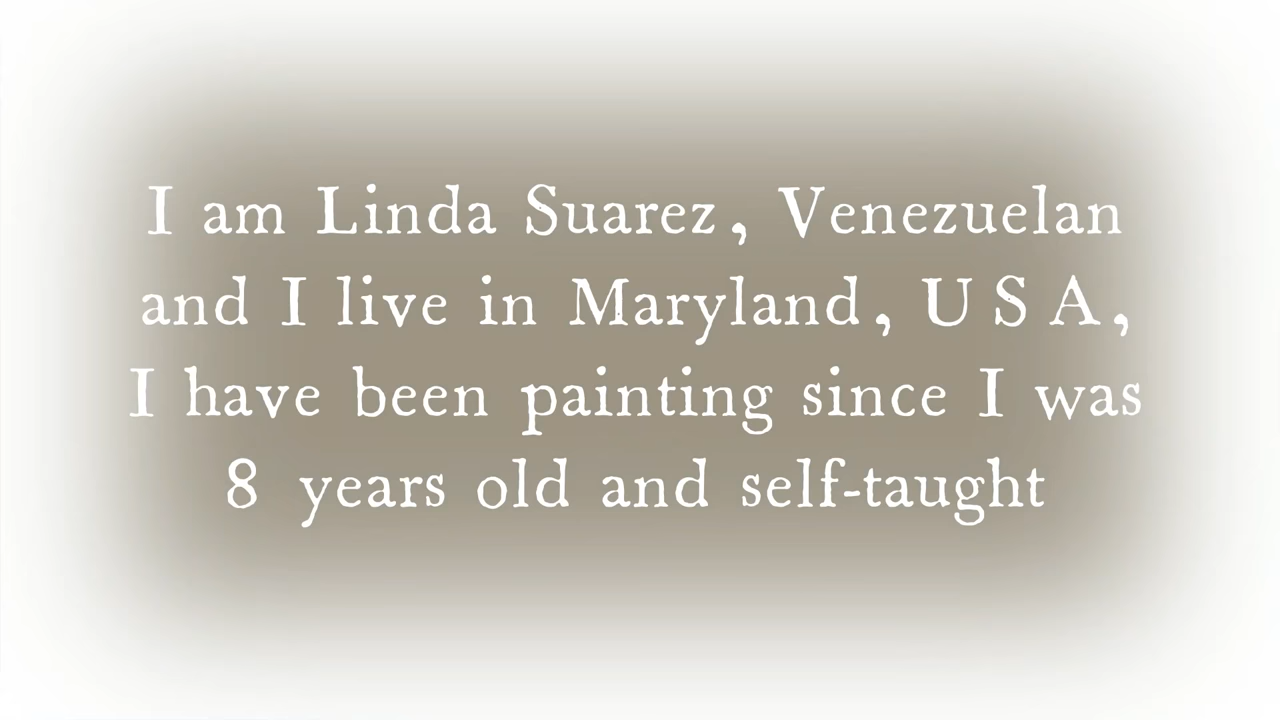 I am Linda Suarez, Venezuelan
and I live in Maryland, U S A,
I have been painting since I was
8 years old and self-taught